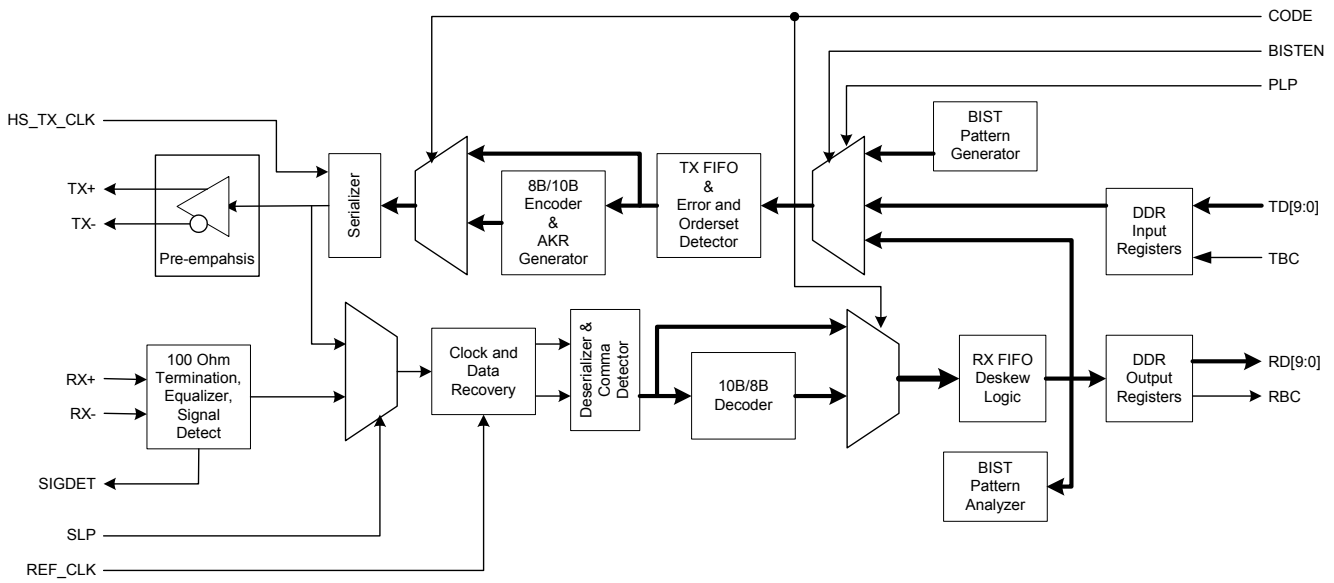 CODE
BISTEN
PLP
HS_TX_CLK
BIST
Pattern
Generator
TX+
TX-
Pre-empahsis
Serializer
8B/10B
Encoder
&
AKR
Generator
TX FIFO
&
Error and
Orderset
Detector
DDR
Input
Registers
TD[9:0]
TBC
RX+
RX-
100 Ohm
Termination,
Equalizer,
Signal
Detect
Clock and
Data
Recovery
Deserializer &
Comma
Detector
10B/8B
Decoder
RX FIFO
Deskew
Logic
DDR
Output
Registers
RD[9:0]
RBC
SIGDET
BIST
Pattern
Analyzer
SLP
REF_CLK